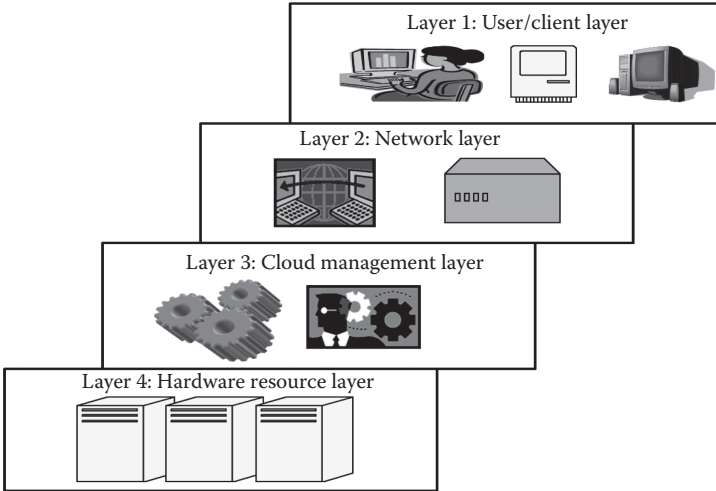 Layer 1: User/client layer
Layer 2: Network layer
Layer 3: Cloud management layer
Layer 4: Hardware resource layer